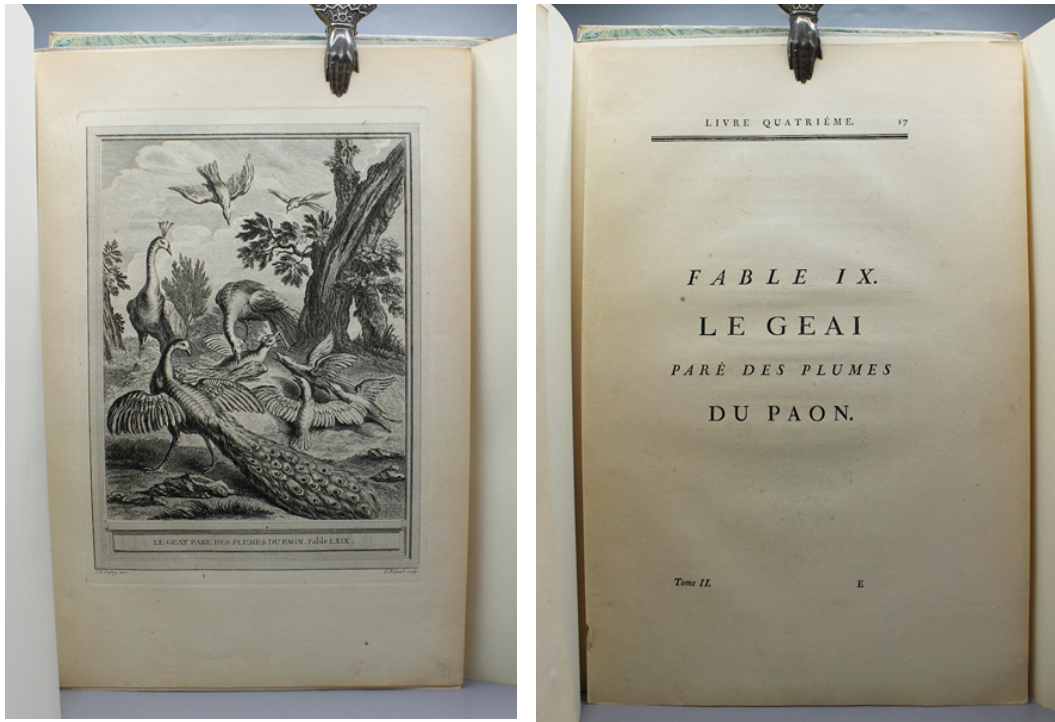 LE GEAY PARE DES PLUMES DU PAON. Fable LXIX.
LIVRE QUATRIÉME. 17
FABLE IX.
LE GEAI
PARÉ DES PLUMES
DU PAON.
Tome II. E